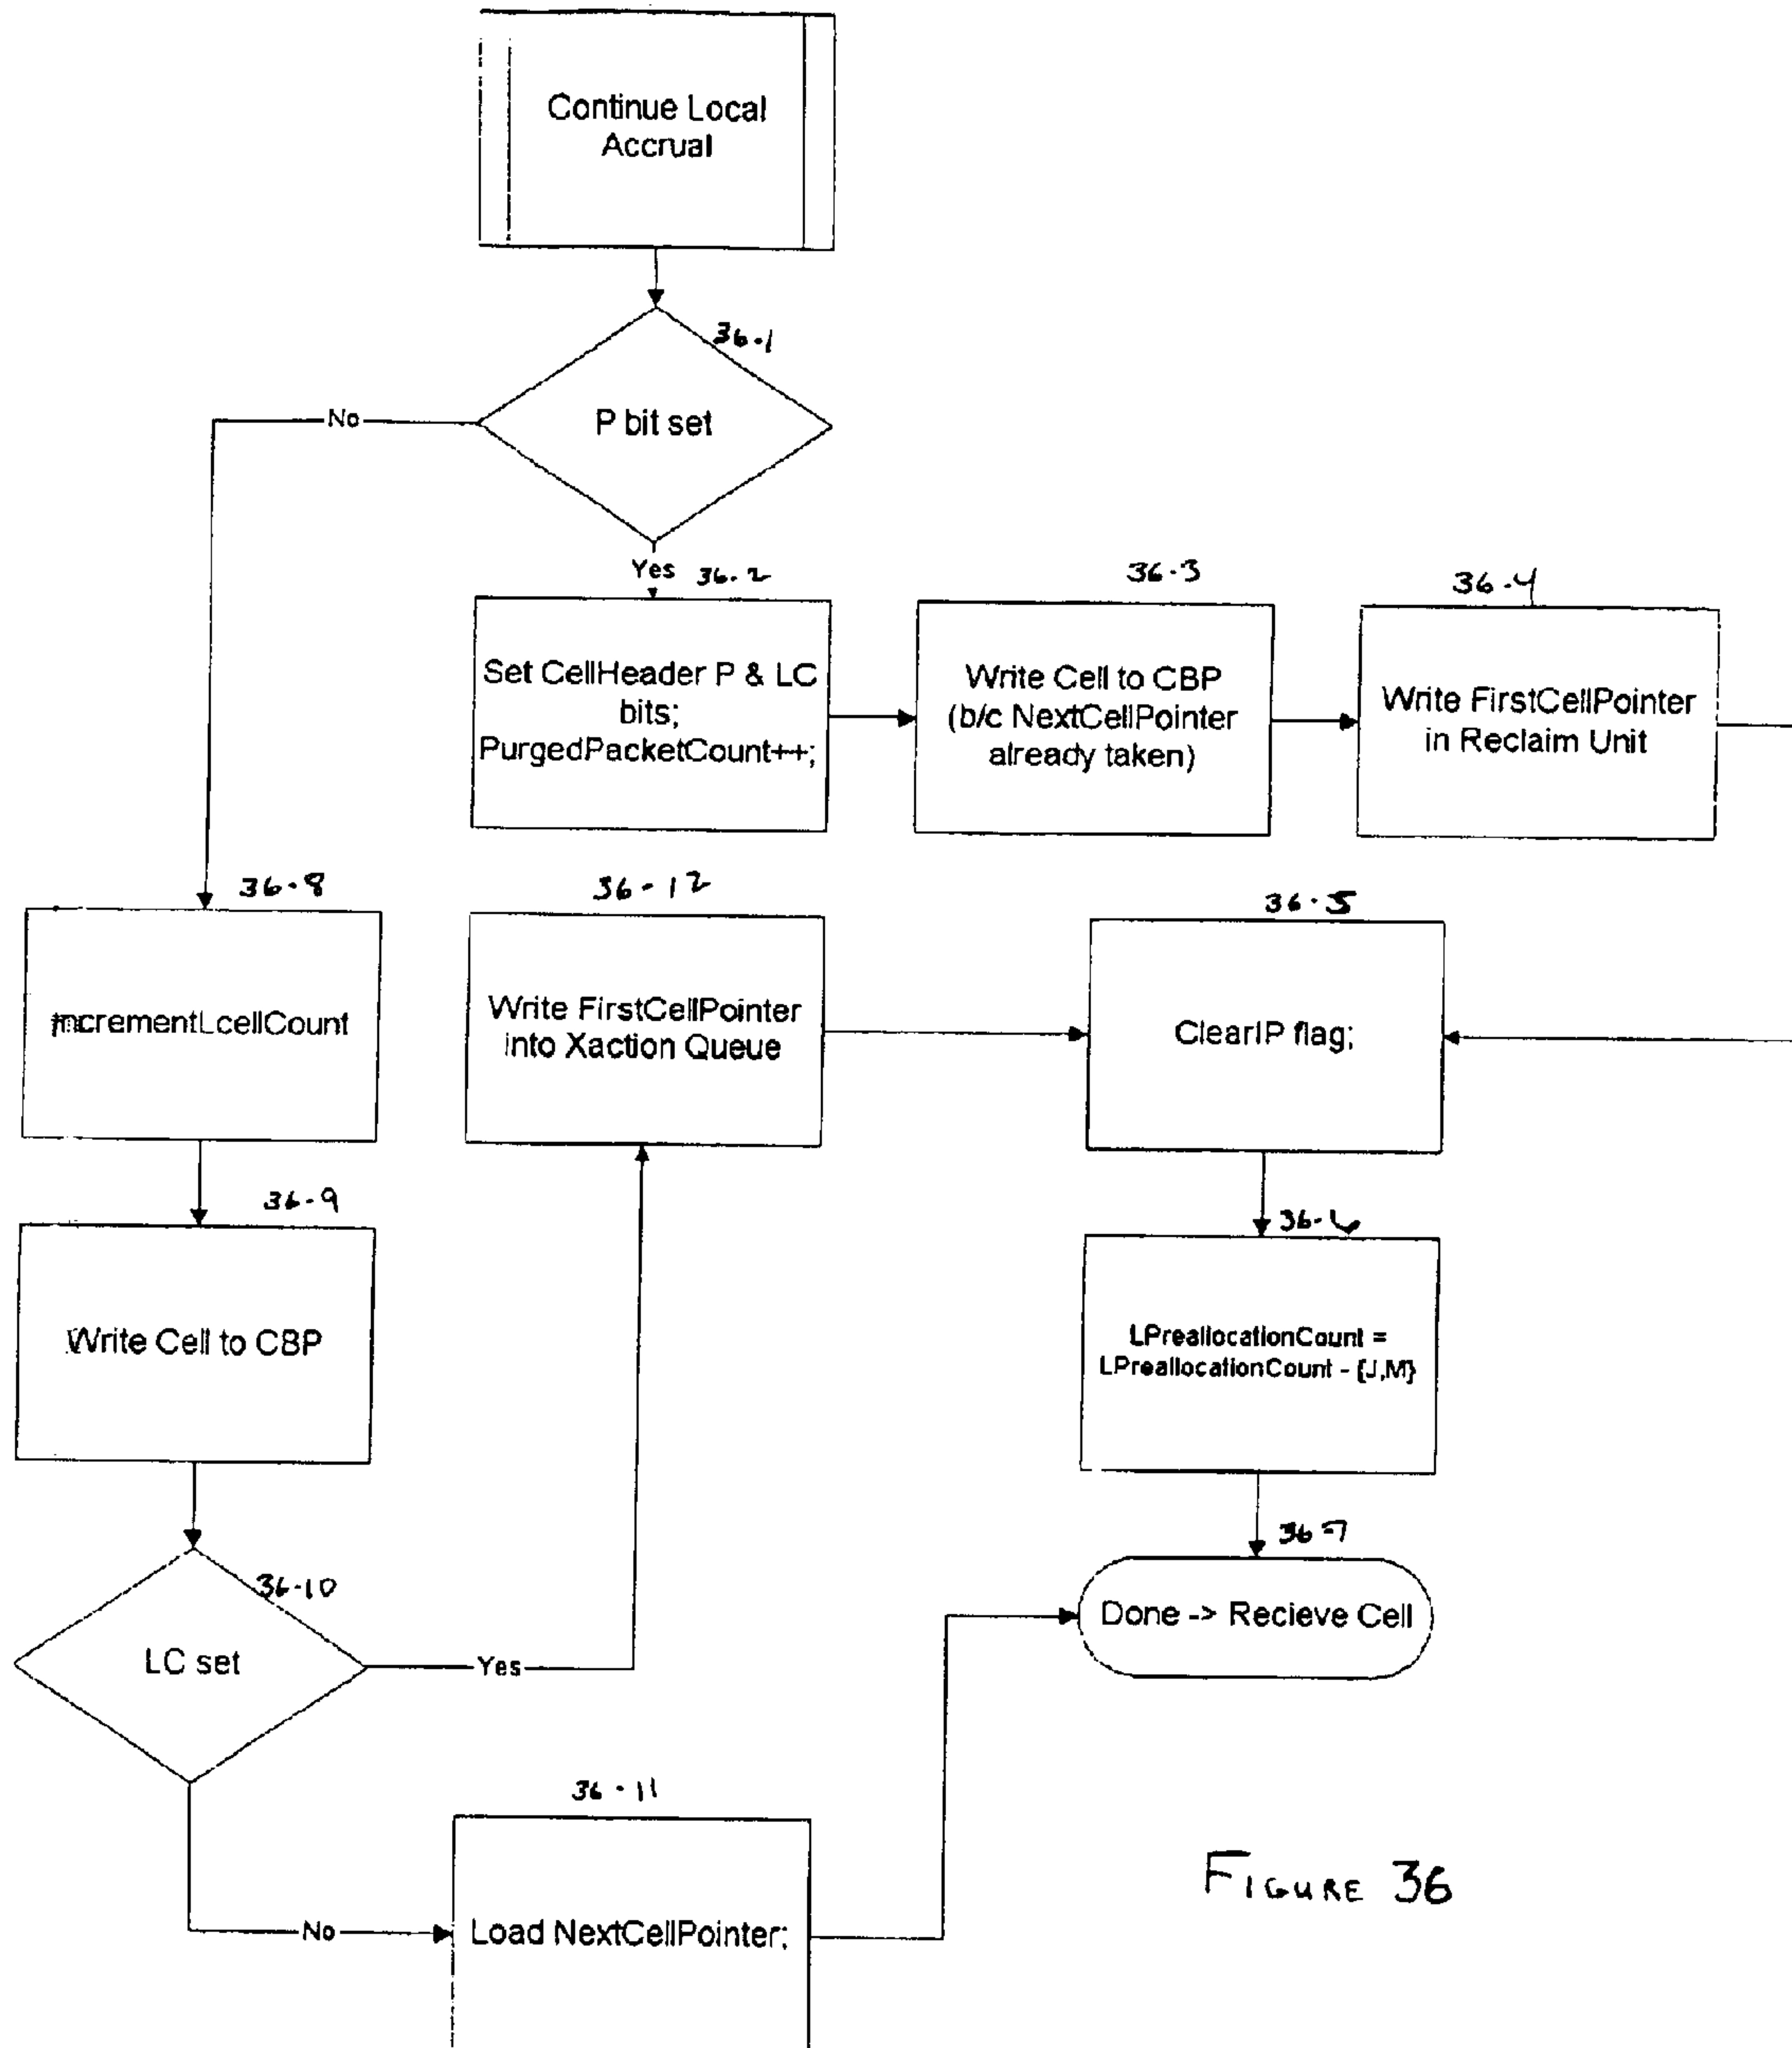 Continue Local
Accrual
36-1
P bit set
No
Yes
36-2
Set CellHeader P & LC
bits;
PurgedPacketCount++;
36-3
Write Cell to CBP
(b/c NextCellPointer
already taken)
36-4
Write FirstCellPointer
in Reclaim Unit
36-8
IncrementLcellCount
36-12
Write FirstCellPointer
into Xaction Queue
36-5
ClearIP flag;
36-9
Write Cell to CBP
36-6
LPreallocationCount =
LPreallocationCount - {J,M}
36-10
LC set
Yes
36-7
Done -> Recieve Cell
36-11
No
Load NextCellPointer;
FIGURE 36